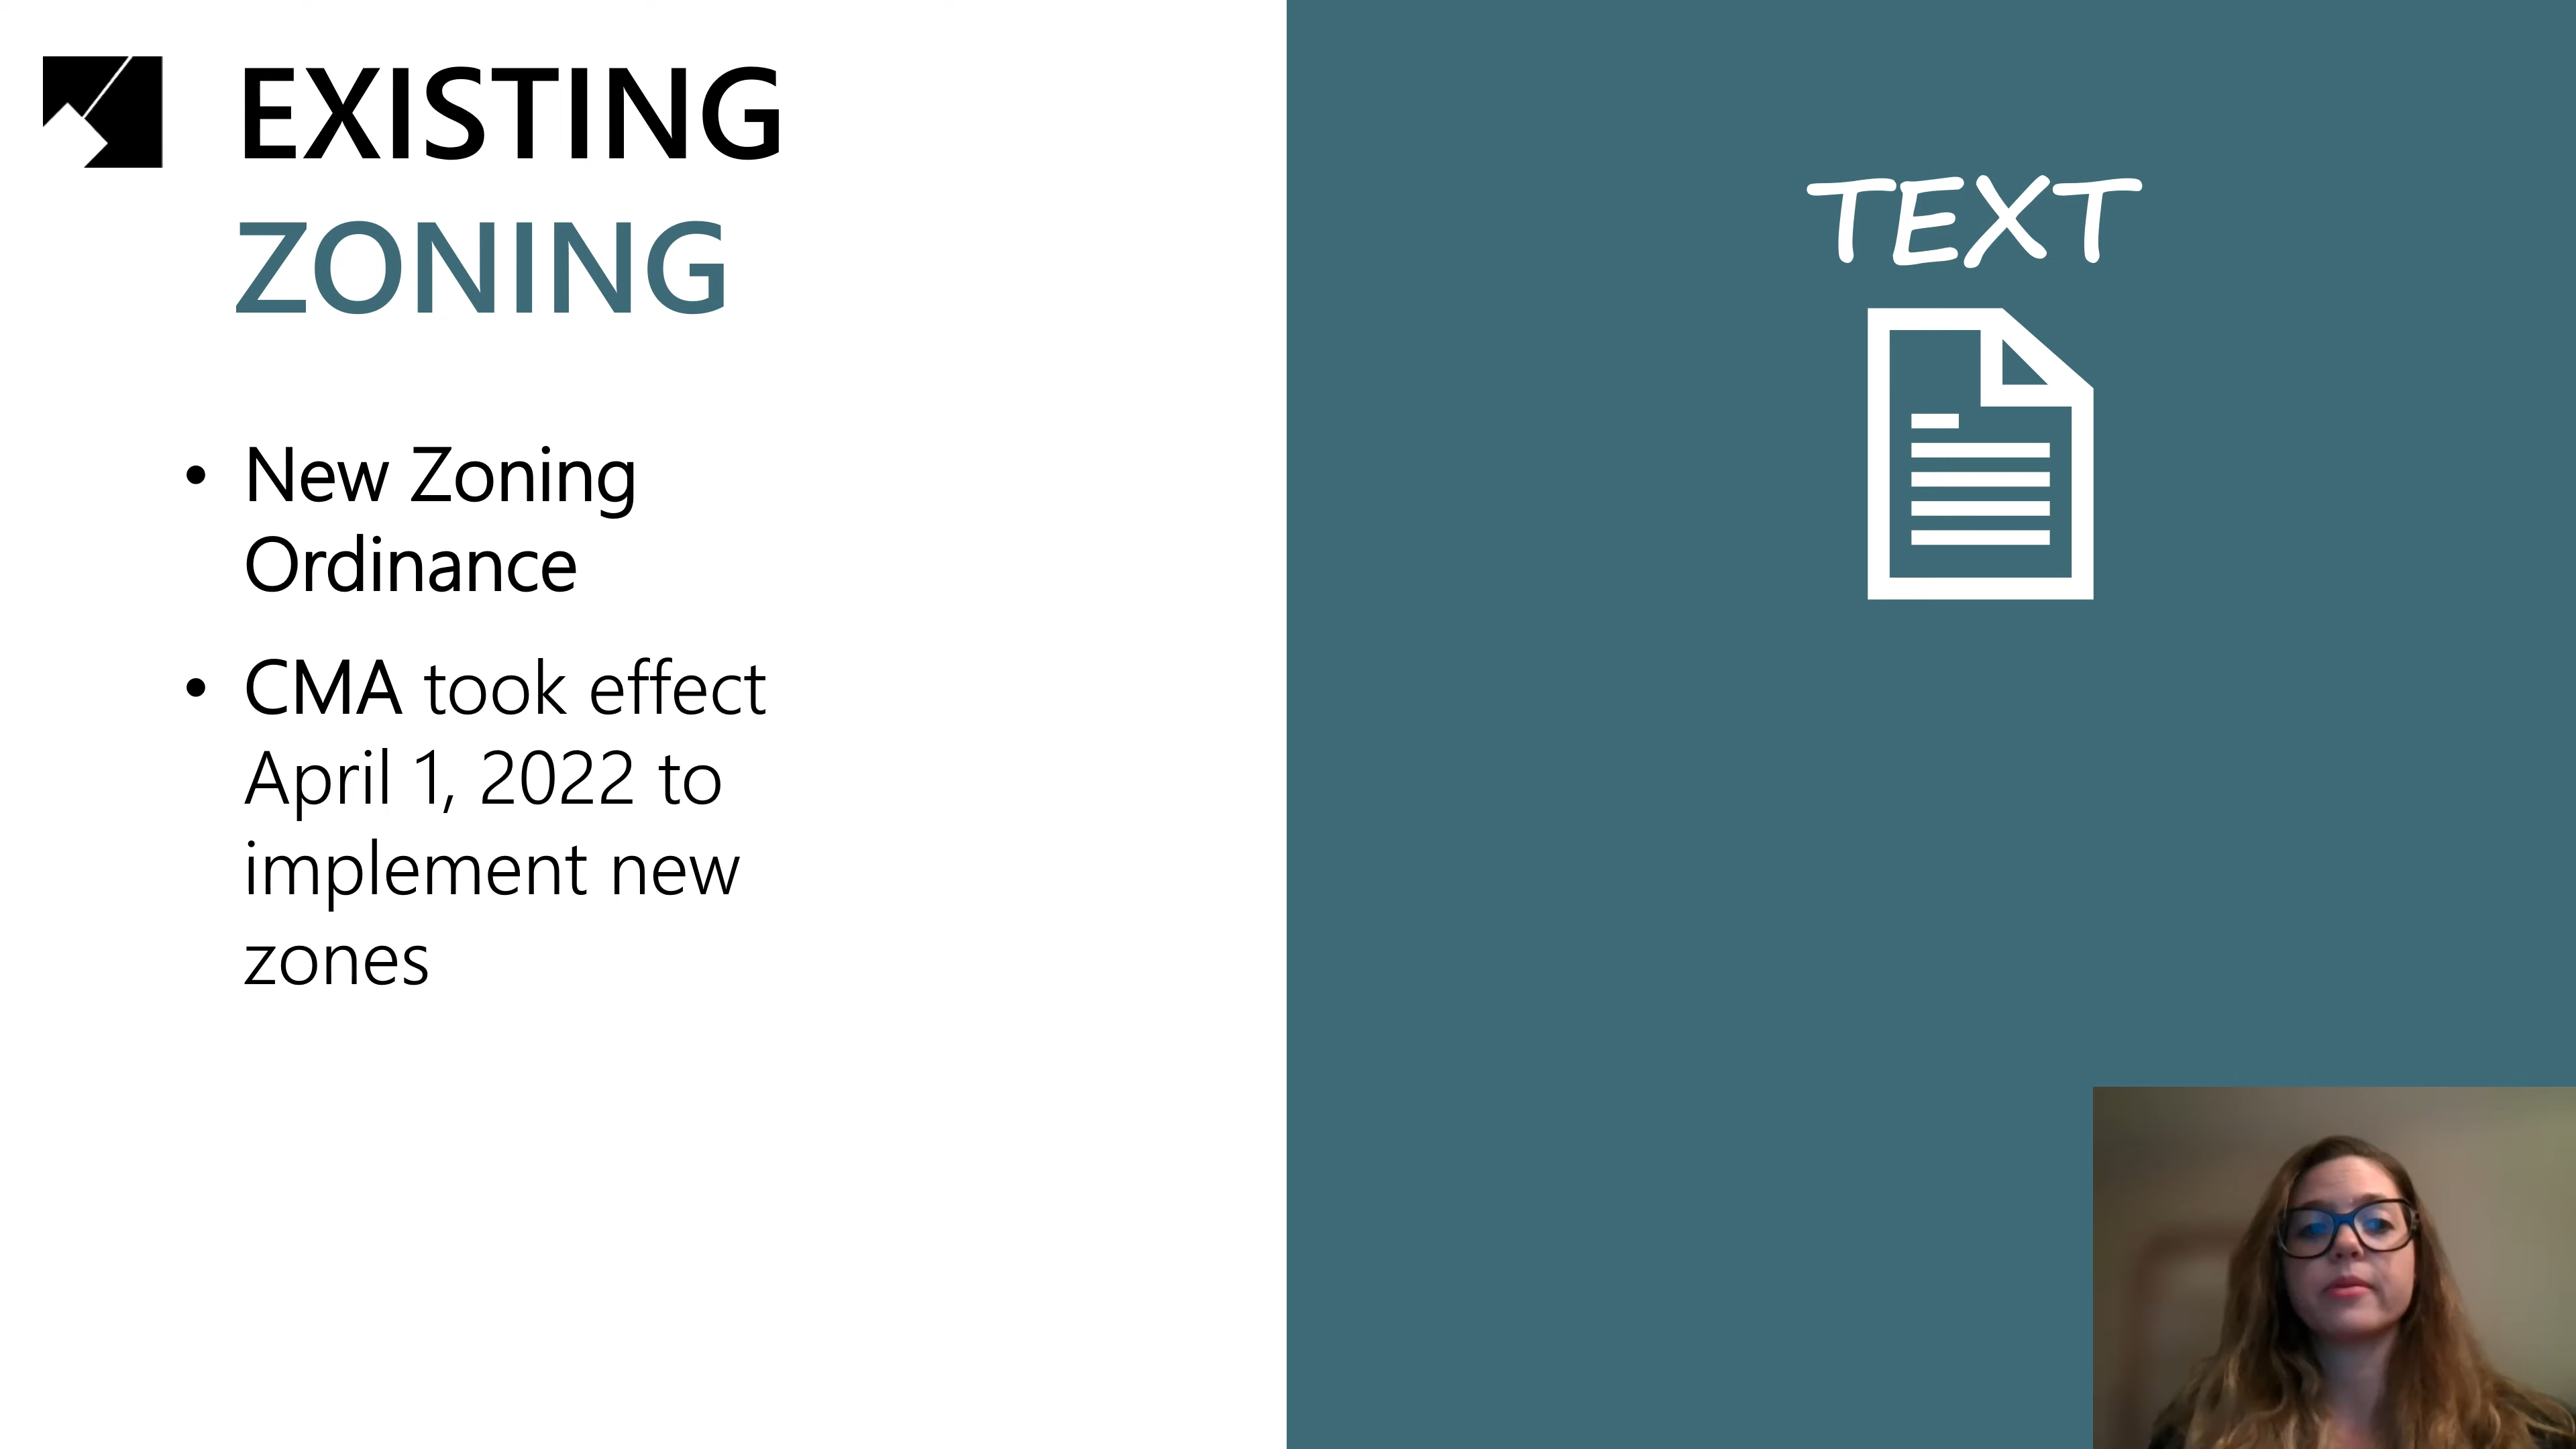 EXISTING
ZONING
• New Zoning
Ordinance
• CMA took effect
April 1, 2022 to
implement new
zones
TEXT